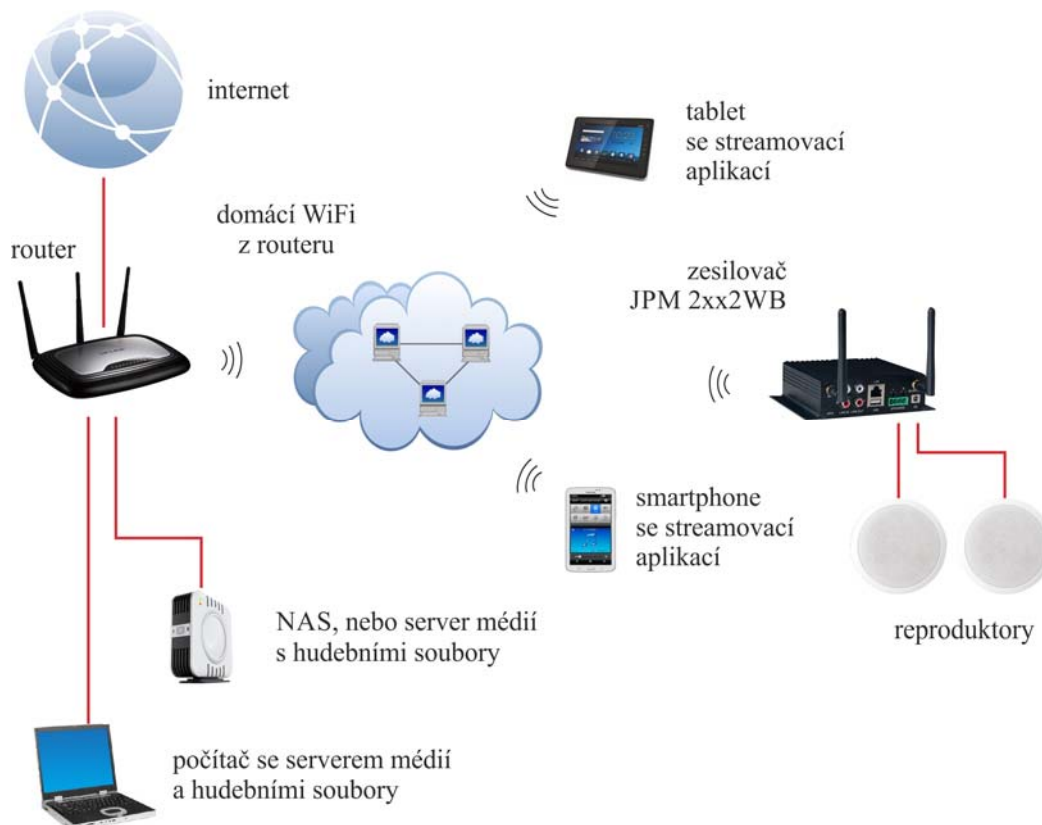 internet
tablet
se streamovací
aplikací
domácí WiFi
z routeru
router
zesilovač
JPM 2xx2WB
smartphone
se streamovací
aplikací
NAS, nebo server médií
s hudebními soubory
reproduktory
počítač se serverem médií
a hudebními soubory